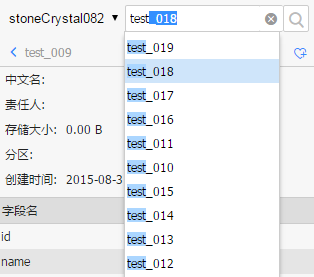 stoneCrystal082 ▼ test_018
test_019
< test_009
test_018
中文名:
test_017
责任人:
test_016
存储大小: 0.00 B
test_011
分区:
test_010
创建时间: 2015-08-3
test_015
字段名
test_014
id
test_013
name
test_012